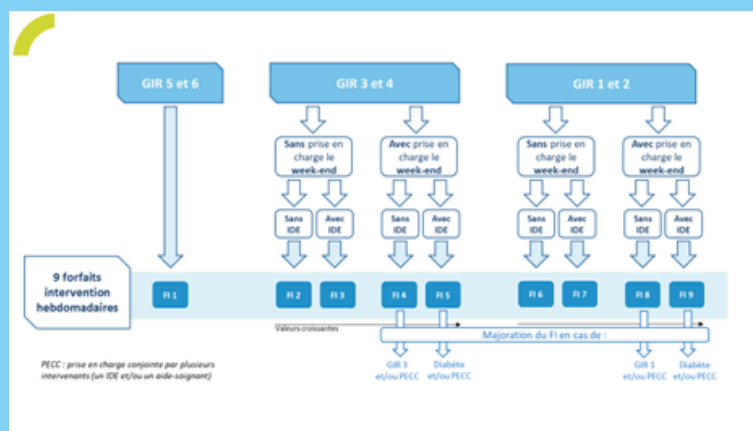 GIR 5 et 6
GIR 3 et 4
GIR 1 et 2
Sans prise en
charge le
week-end
Avec prise en
charge le
week-end
Sans prise en
charge le
week-end
Avec prise en
charge le
week-end
Sans
IDE
Avec
IDE
Sans
IDE
Avec
IDE
Sans
IDE
Avec
IDE
Sans
IDE
Avec
IDE
9 forfaits
intervention
hebdomadaires
FI 1
FI 2
FI 3
FI 4
FI 5
FI 6
FI 7
FI 8
FI 9
Valeurs croissantes
Majoration du FI en cas de :
GIR 3
et/ou PECC
Diabète
et/ou PECC
GIR 1
et/ou PECC
Diabète
et/ou PECC
PECC : prise en charge conjointe par plusieurs
intervenants (un IDE et/ou un aide-soignant)